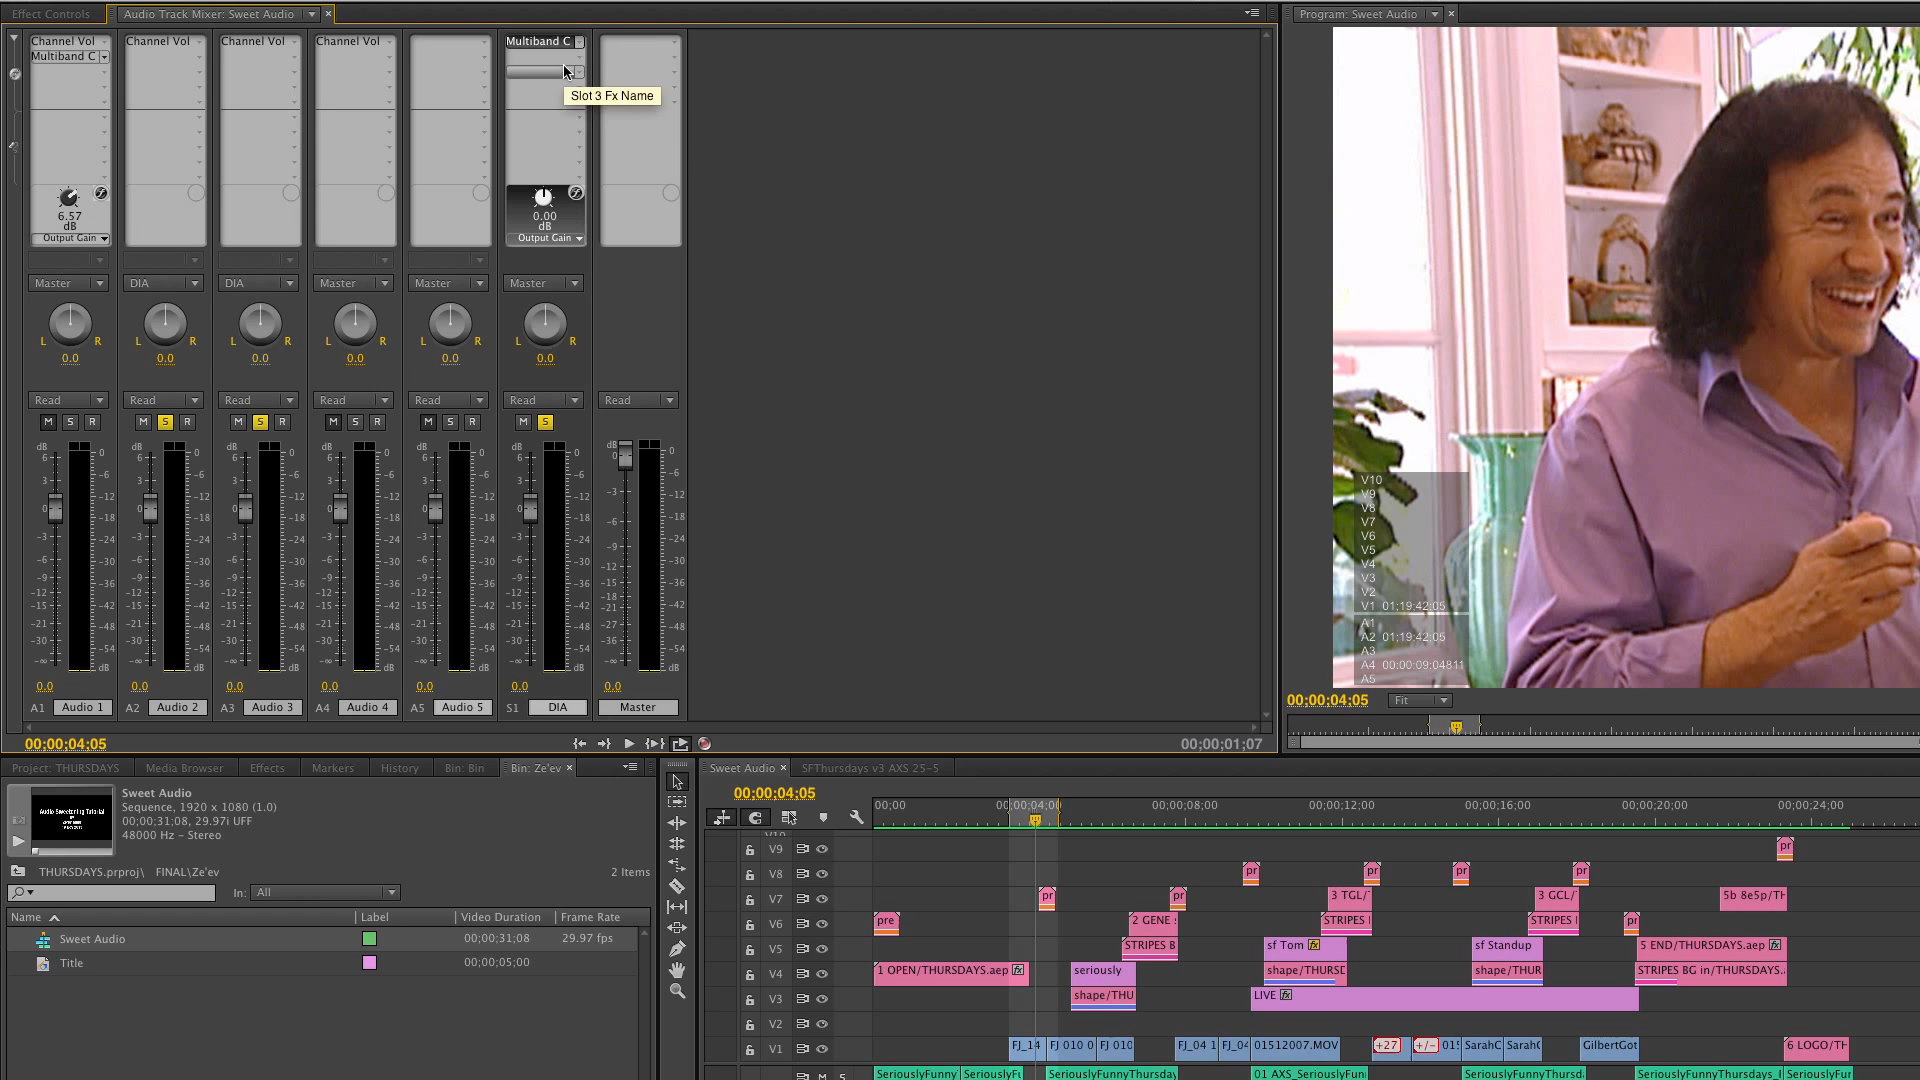 Effect Controls
Audio Track Mixer: Sweet Audio
Program: Sweet Audio
Channel Vol Channel Vol Channel Vol Channel Vol Multiband C
Multiband C
Slot 3 Fx Name
6.57 dB
Output Gain
0.00 dB
Output Gain
Master DIA DIA Master Master Master
L R L R L R L R L R L R
0.0 0.0 0.0 0.0 0.0 0.0
Read Read Read Read Read Read Read
M S R M S R M S R M S R M S R M S
0.0 0.0 0.0 0.0 0.0 0.0 0.0
A1 Audio 1 A2 Audio 2 A3 Audio 3 A4 Audio 4 A5 Audio 5 S1 DIA Master
00;00;04;05
00;00;01;07
V10
V9
V8
V7
V6
V5
V4
V3
V2
V1 01;19;42;05
A1
A2 01;19;42;05
A3
A4 00:00:09:04811
A5
00;00;04;05 Fit
Project: THURSDAYS Media Browser Effects Markers History Bin: Bin Bin: Ze'ev
Sweet Audio
Sequence, 1920 x 1080 (1.0)
00;00;31;08, 29.97i UFF
48000 Hz - Stereo
THURSDAYS.prproj\ FINAL\Ze'ev 2 Items
In: All
Name Label Video Duration Frame Rate
Sweet Audio 00;00;31;08 29.97 fps
Title 00;00;05;00
Sweet Audio SFThursdays v3 AXS 25-5
00;00;04;05
00;00 00;00;04;00 00;00;08;00 00;00;12;00 00;00;16;00 00;00;20;00 00;00;24;00
V9 pr
V8 pr pr pr pr
V7 pr pr 3 TGL/ 3 GCL/ 5b 8e5p/TH
V6 pre 2 GENE STRIPES STRIPES pr
V5 STRIPES B sf Tom sf Standup 5 END/THURSDAYS.aep
V4 1 OPEN/THURSDAYS.aep seriously shape/THURSD shape/THUR STRIPES BG in/THURSDAYS.
V3 shape/THU LIVE
V2
V1 FJ_14 FJ 010 0 FJ 010 FJ_04 1 FJ_04 01512007.MOV +27 +/- 015 SarahC SarahC GilbertGot 6 LOGO/TH
SeriouslyFunny SeriouslyFu SeriouslyFunnyThursday 01 AXS_SeriouslyFun SeriouslyFunnyThursd SeriouslyFunnyThursdays_ SeriouslyFun